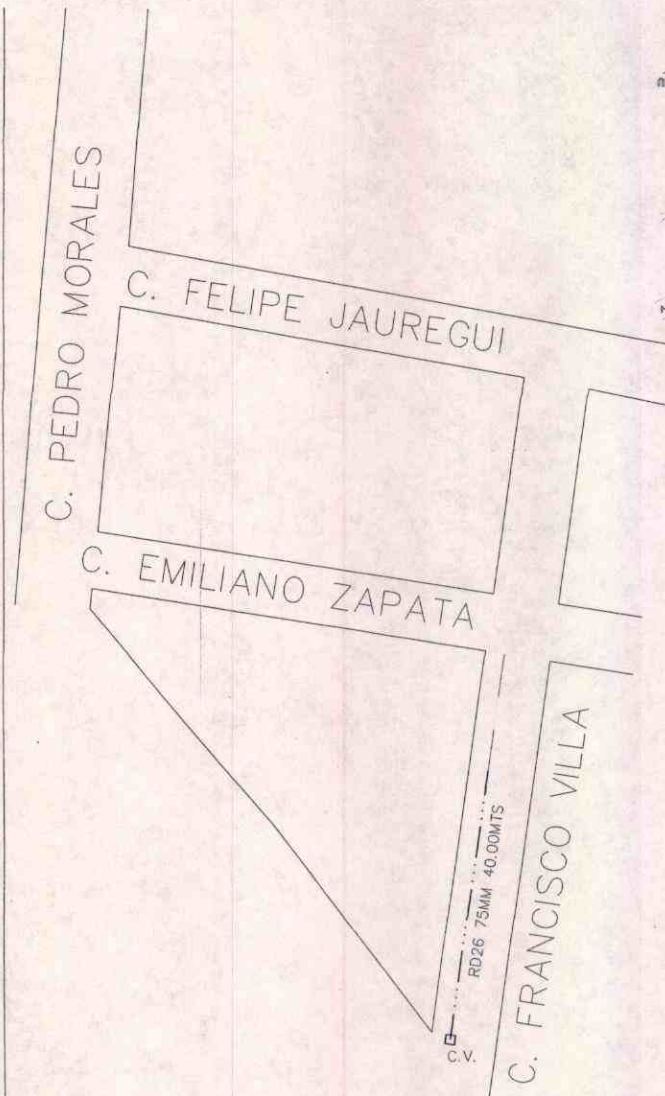 C. PEDRO MORALES
C. FELIPE JAUREGUI
C. EMILIANO ZAPATA
RD26 75MM 40.00MTS
C.V.
C. FRANCISCO VILLA